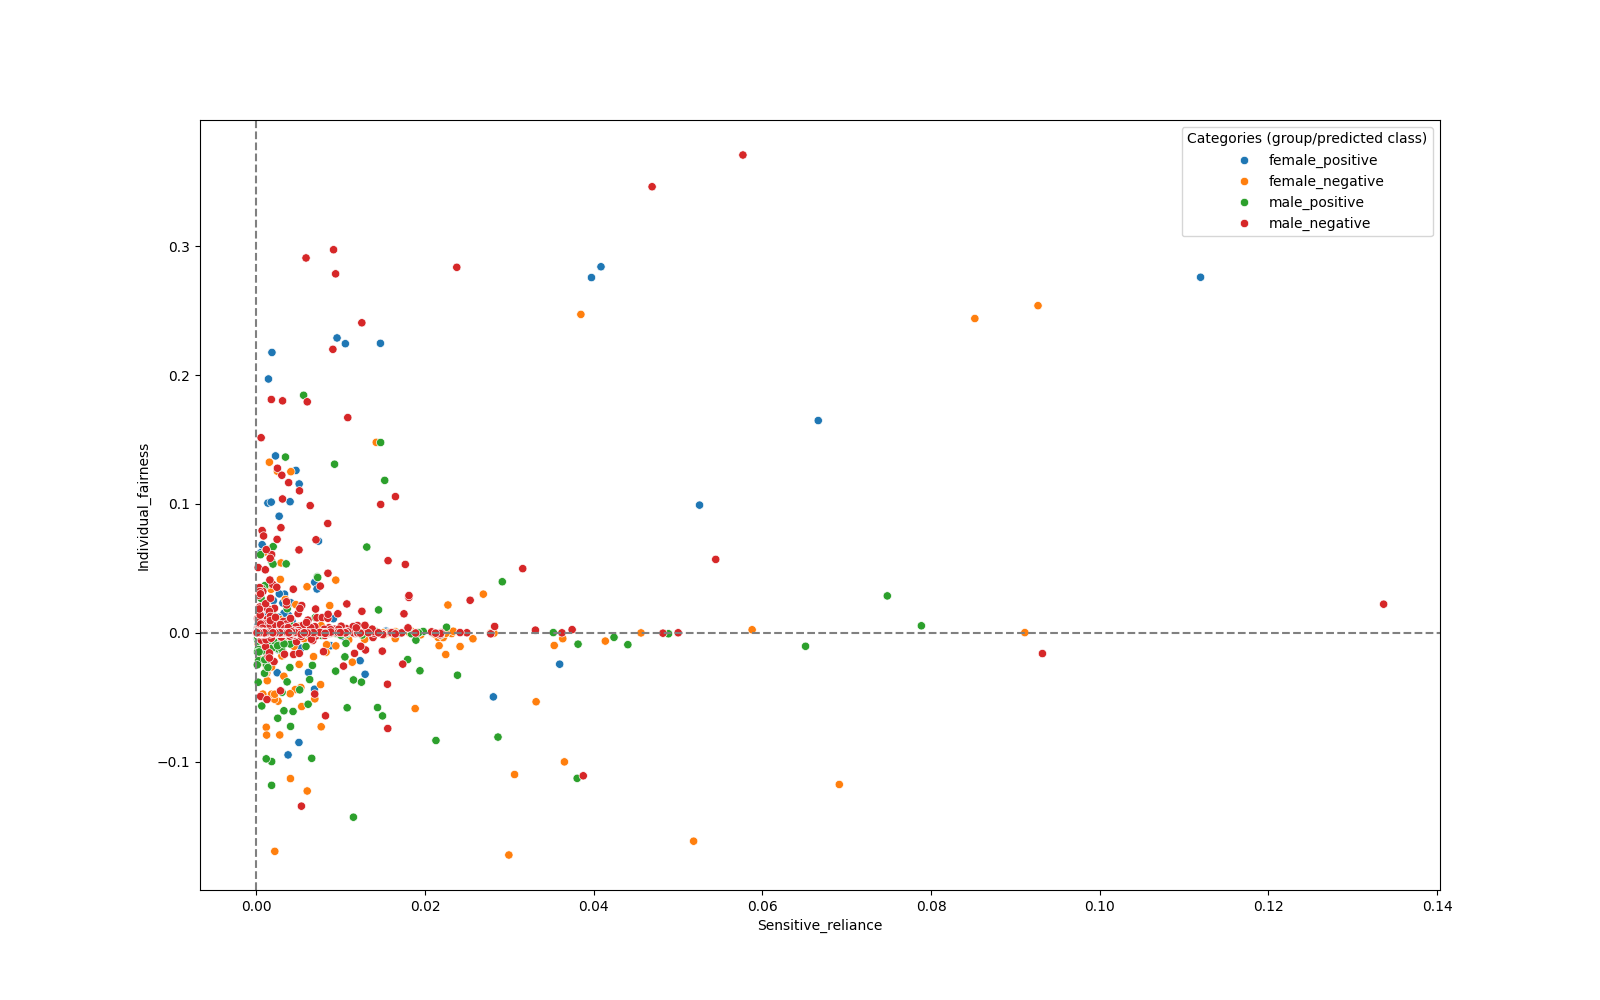 Categories (group/predicted class)
female_positive
female_negative
male_positive
male_negative
Individual_fairness
0.3
0.2
0.1
0.0
−0.1
0.00 0.02 0.04 0.06 0.08 0.10 0.12 0.14
Sensitive_reliance